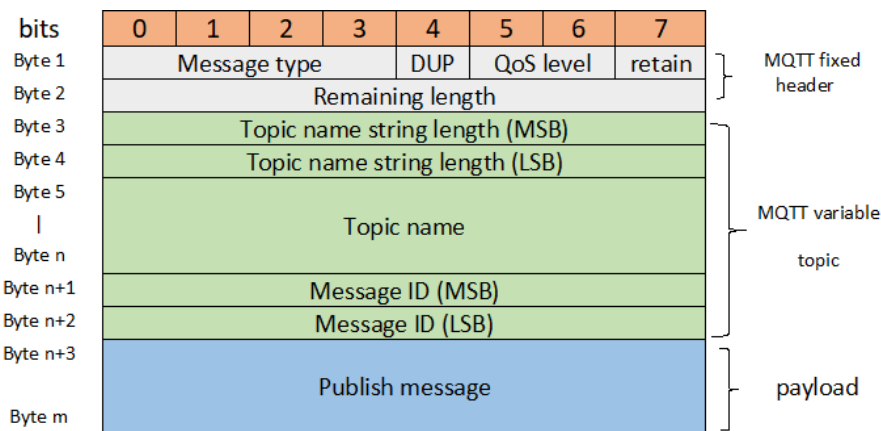 bits 0 1 2 3 4 5 6 7
Byte 1 Message type DUP QoS level retain
Byte 2 Remaining length
MQTT fixed
header
Byte 3 Topic name string length (MSB)
Byte 4 Topic name string length (LSB)
Byte 5
|
Byte n
Topic name
Byte n+1 Message ID (MSB)
Byte n+2 Message ID (LSB)
MQTT variable
topic
Byte n+3
Byte m
Publish message
payload